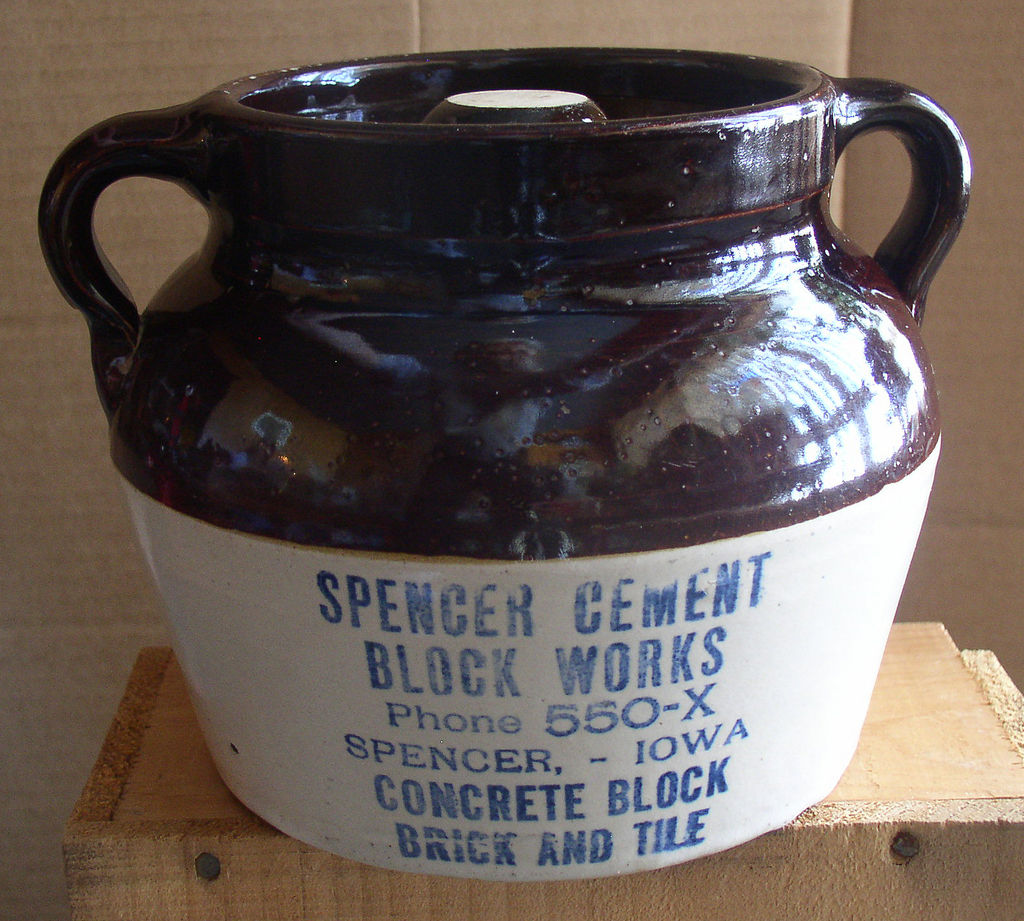 SPENCER CEMENT
BLOCK WORKS
Phone 550-X
SPENCER, - IOWA
CONCRETE BLOCK
BRICK AND TILE